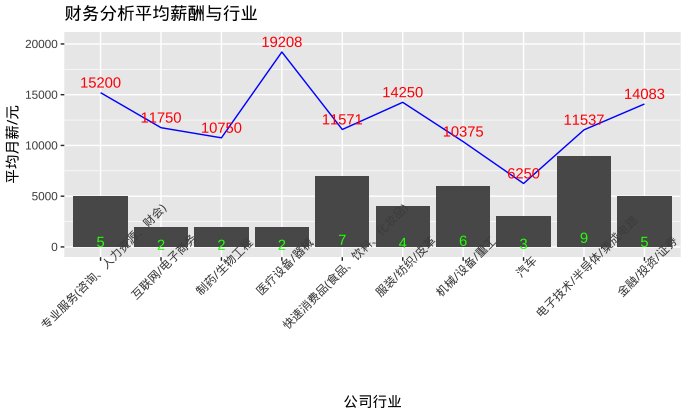 财务分析平均薪酬与行业
平均月薪/元
20000
15000
10000
5000
0
15200
11750
10750
19208
11571
14250
10375
6250
11537
14083
5
2
2
2
7
4
6
3
9
5
专业服务(咨询、人力资源、财会)
互联网/电子商务
制药/生物工程
医疗设备/器械
快速消费品(食品、饮料、化妆品)
服装/纺织/皮革
机械/设备/重工
汽车
电子技术/半导体/集成电路
金融/投资/证券
公司行业